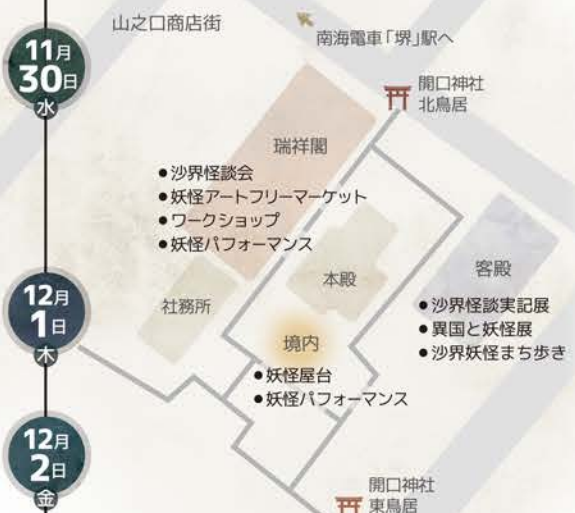 11月
30日
水
12月
1日
木
12月
2日
金
山之口商店街
南海電車「堺」駅へ
開口神社
北鳥居
瑞祥閣
●沙界怪談会
●妖怪アートフリーマーケット
●ワークショップ
●妖怪パフォーマンス
社務所
本殿
客殿
●沙界怪談実記展
●異国と妖怪展
●沙界妖怪まち歩き
境内
●妖怪屋台
●妖怪パフォーマンス
開口神社
東鳥居